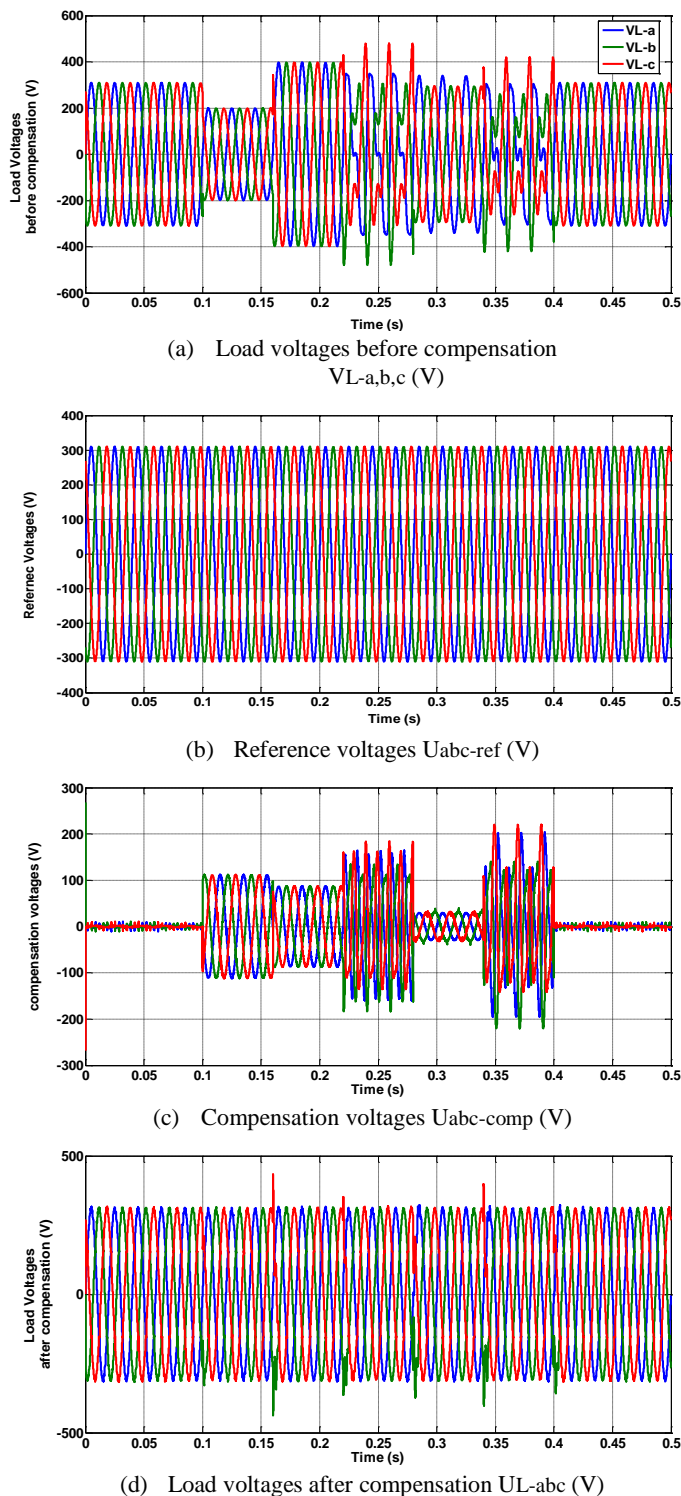 VL-a
VL-b
VL-c
Load Voltages
before compensation (V)
600
400
200
0
-200
-400
-600
0 0.05 0.1 0.15 0.2 0.25 0.3 0.35 0.4 0.45 0.5
Time (s)
(a) Load voltages before compensation
VL-a,b,c (V)
Refernec Voltages (V)
400
300
200
100
0
-100
-200
-300
-400
0 0.05 0.1 0.15 0.2 0.25 0.3 0.35 0.4 0.45 0.5
Time (s)
(b) Reference voltages Uabc-ref (V)
compensation voltages (V)
300
200
100
0
-100
-200
-300
0 0.05 0.1 0.15 0.2 0.25 0.3 0.35 0.4 0.45 0.5
Time (s)
(c) Compensation voltages Uabc-comp (V)
Load Voltages
after compensation (V)
500
0
-500
0 0.05 0.1 0.15 0.2 0.25 0.3 0.35 0.4 0.45 0.5
Time (s)
(d) Load voltages after compensation UL-abc (V)